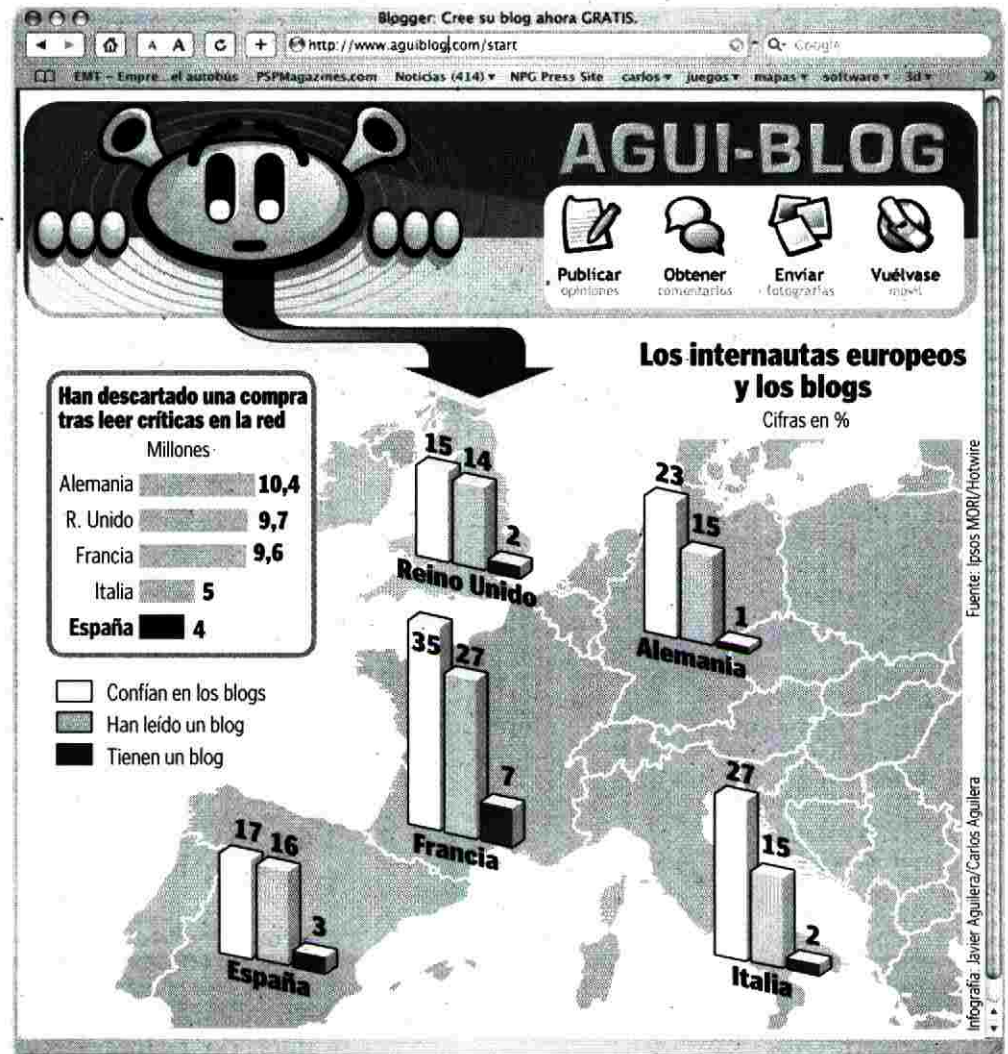 Blogger: Cree su blog ahora GRATIS.
A A C + http://www.aguiblog.com/start Q- Google
EMT - Empre...el autobús PSPMagazines.com Noticias (414) NPG Press Site carlos juegos mapas software 3d
AGUI-BLOG
Publicar Obtener Enviar Vuélvase
opiniones comentarios fotografías móvil
Los internautas europeos
y los blogs
Cifras en %
Han descartado una compra
tras leer críticas en la red
Millones
Alemania 10,4
R. Unido 9,7
Francia 9,6
Italia 5
España 4
Confían en los blogs
Han leído un blog
Tienen un blog
15 14 2
Reino Unido
23 15 1
Alemania
35 27 7
Francia
17 16 3
España
27 15 2
Italia
Fuente: Ipsos MORI/Hotwire
Infografía: Javier Aguilera/Carlos Aguilera